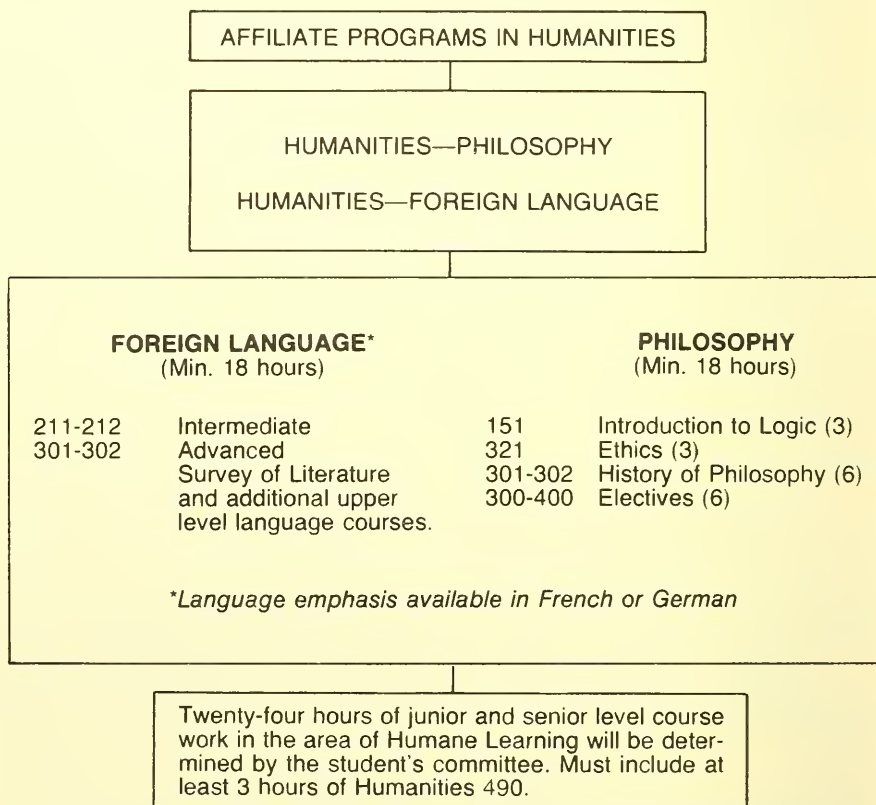 AFFILIATE PROGRAMS IN HUMANITIES
HUMANITIES—PHILOSOPHY
HUMANITIES—FOREIGN LANGUAGE
FOREIGN LANGUAGE*
(Min. 18 hours)
211-212 Intermediate
301-302 Advanced
Survey of Literature
and additional upper
level language courses.
PHILOSOPHY
(Min. 18 hours)
151 Introduction to Logic (3)
321 Ethics (3)
301-302 History of Philosophy (6)
300-400 Electives (6)
*Language emphasis available in French or German
Twenty-four hours of junior and senior level course
work in the area of Humane Learning will be deter-
mined by the student's committee. Must include at
least 3 hours of Humanities 490.